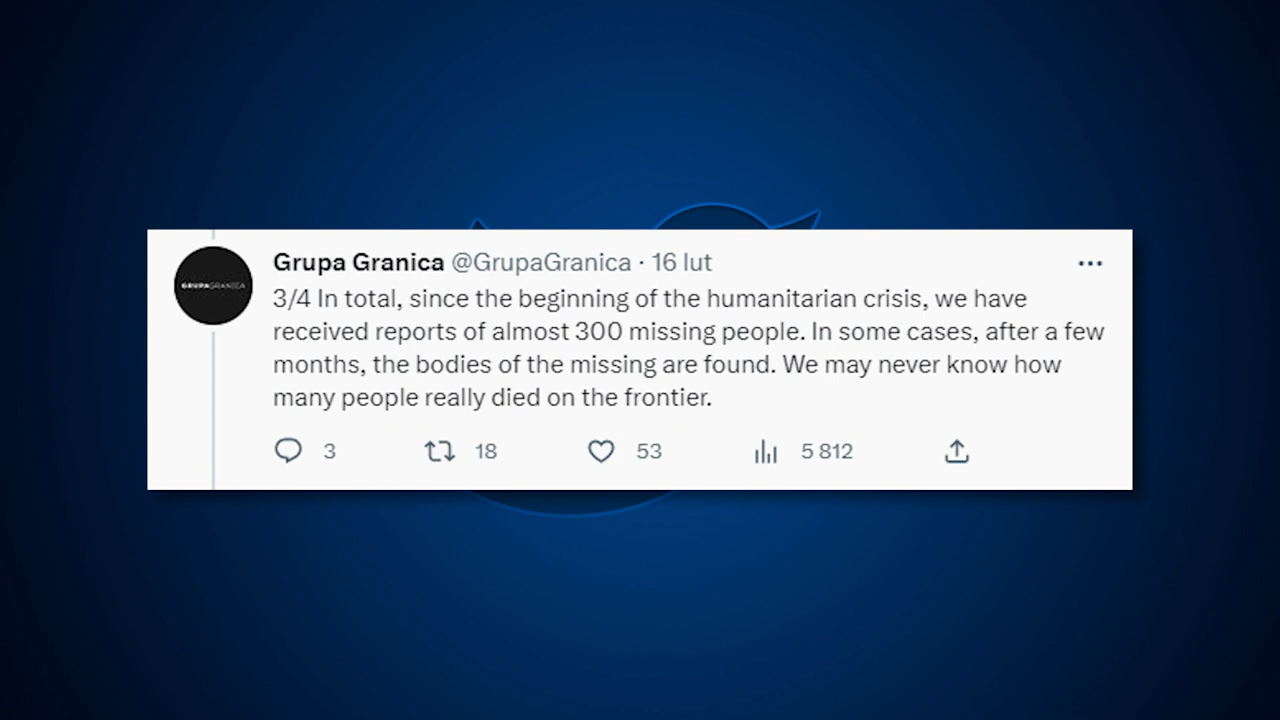 Grupa Granica @GrupaGranica · 16 lut
GRUPAGRANICA
3/4 In total, since the beginning of the humanitarian crisis, we have
received reports of almost 300 missing people. In some cases, after a few
months, the bodies of the missing are found. We may never know how
many people really died on the frontier.
3 18 53 5 812